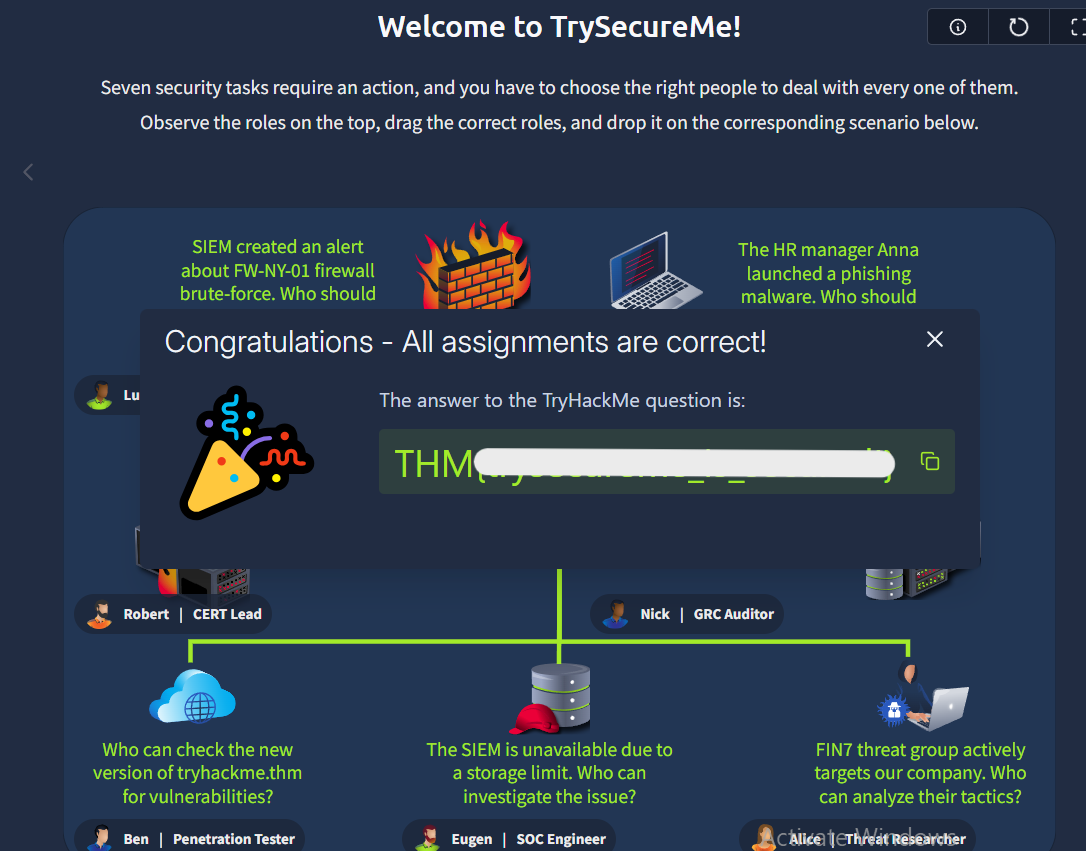 Welcome to TrySecureMe!
Seven security tasks require an action, and you have to choose the right people to deal with every one of them.
Observe the roles on the top, drag the correct roles, and drop it on the corresponding scenario below.
SIEM created an alert
about FW-NY-01 firewall
brute-force. Who should
The HR manager Anna
launched a phishing
malware. Who should
Congratulations - All assignments are correct!
Lu
The answer to the TryHackMe question is:
THM
Robert | CERT Lead
Nick | GRC Auditor
Who can check the new
version of tryhackme.thm
for vulnerabilities?
The SIEM is unavailable due to
a storage limit. Who can
investigate the issue?
FIN7 threat group actively
targets our company. Who
can analyze their tactics?
Ben | Penetration Tester
Eugen | SOC Engineer
Alice | Threat Researcher
Activate Windows